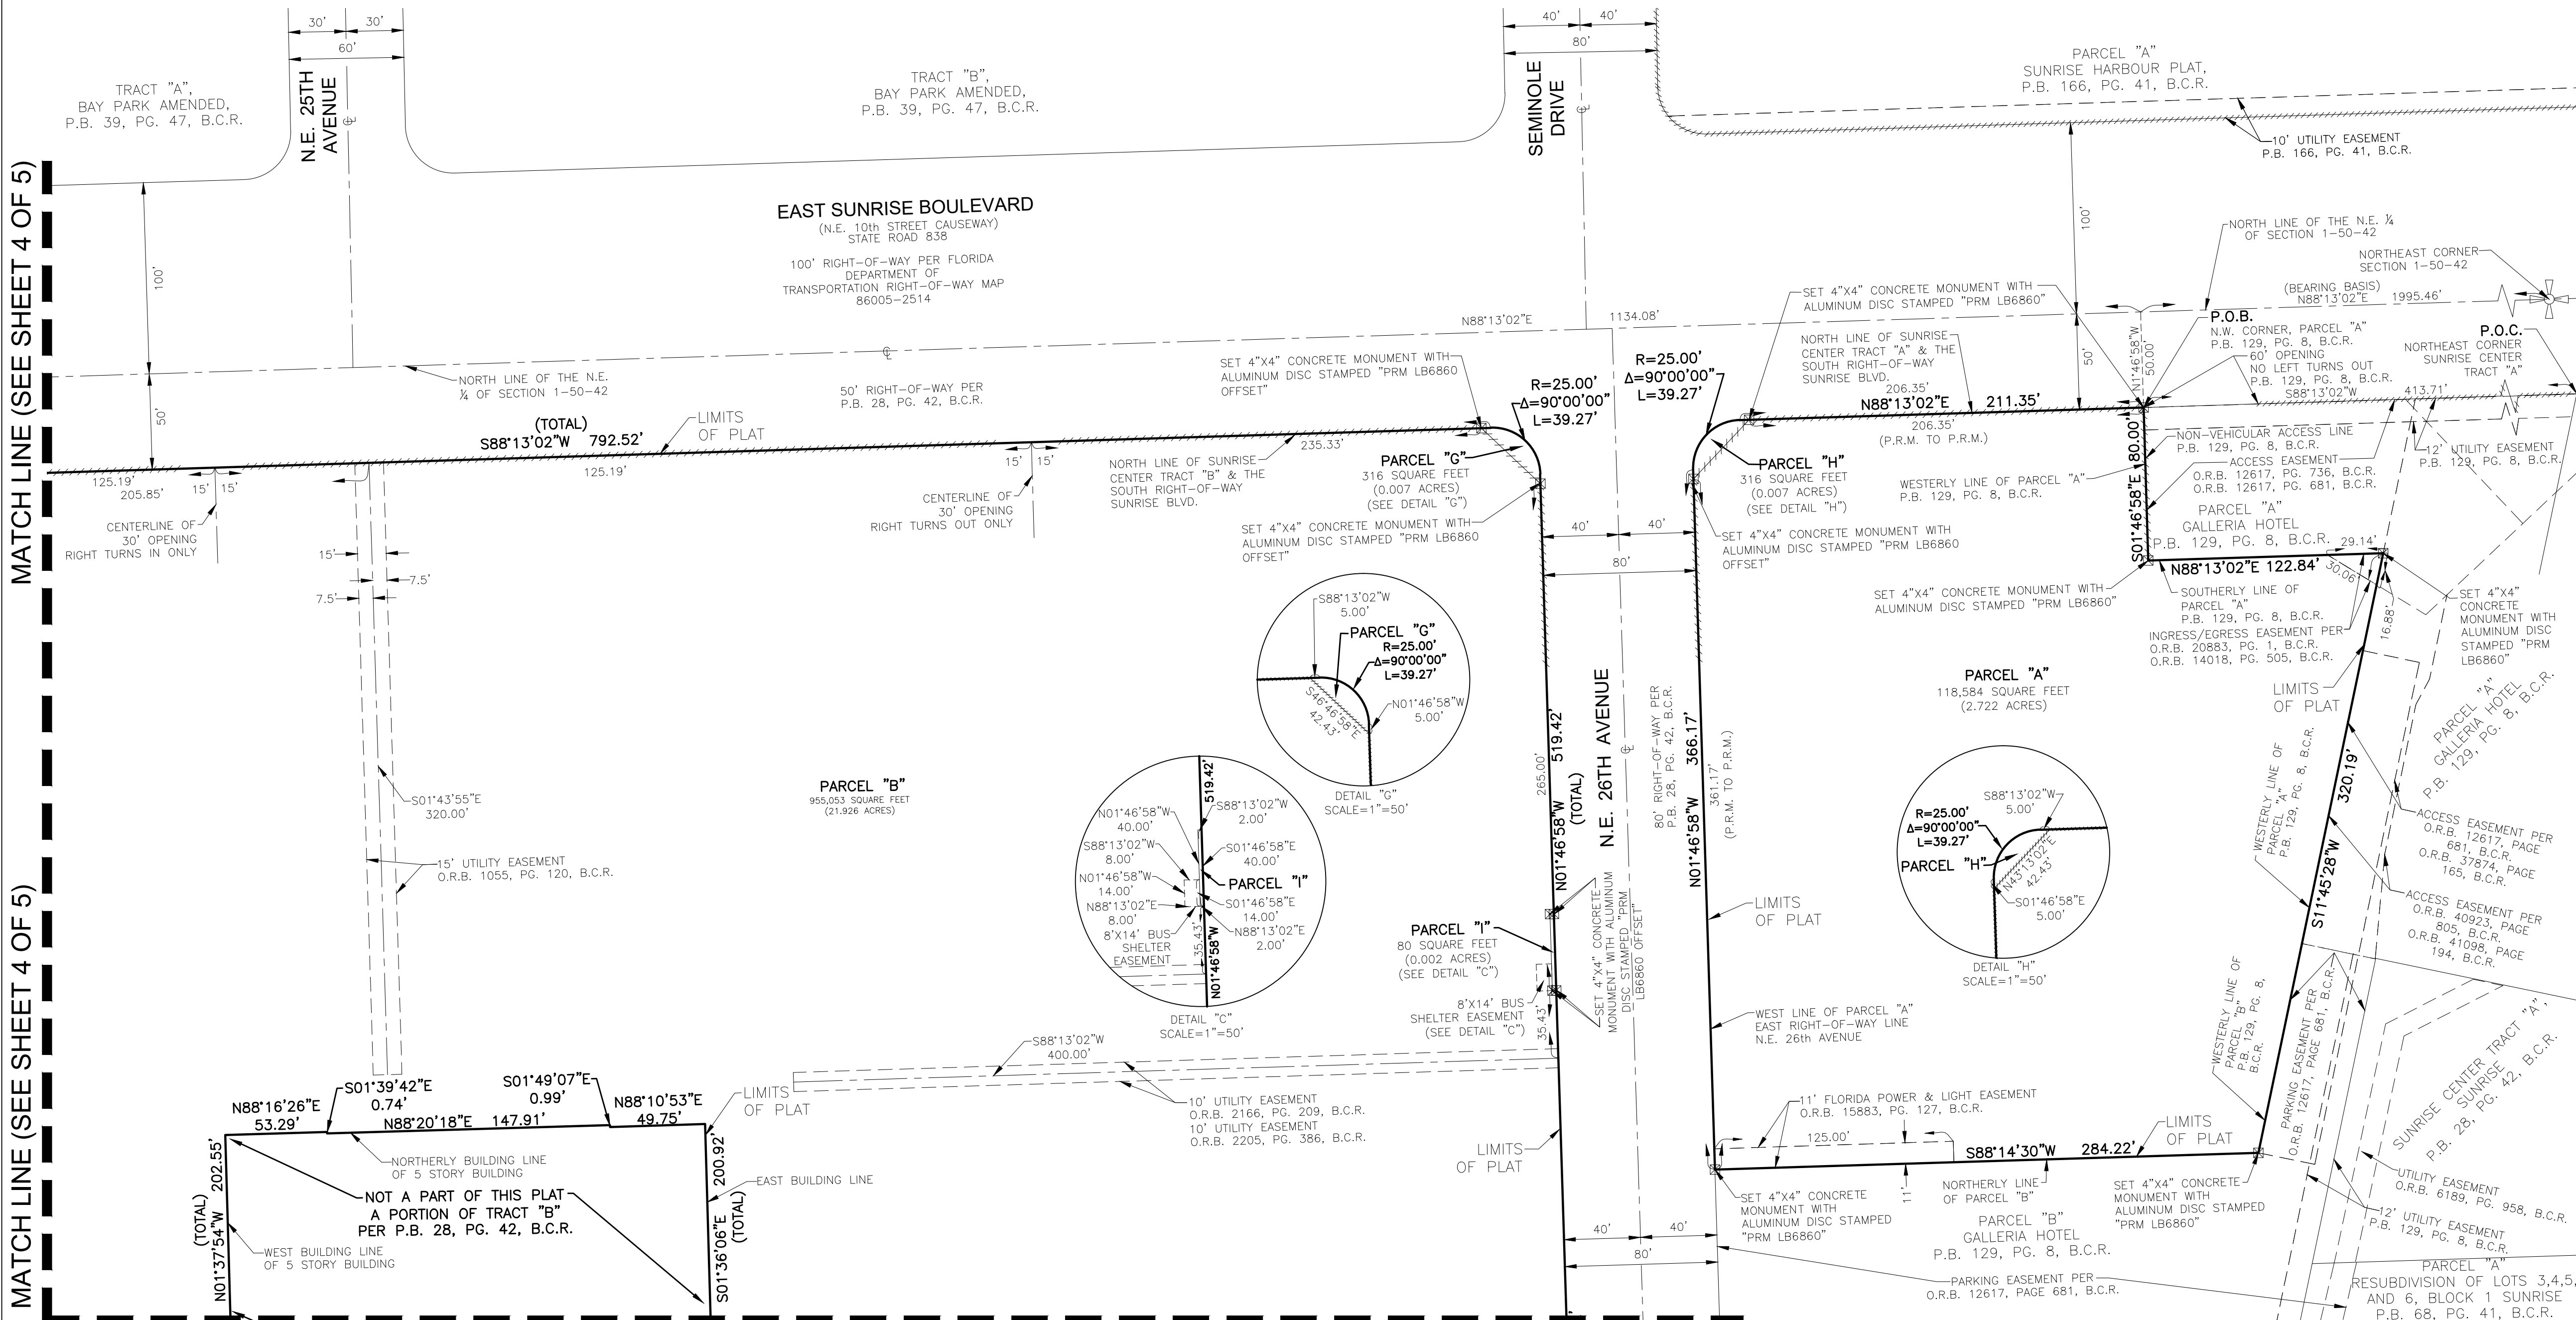 30'
30'
60'
40'
40'
80'
TRACT "A",
BAY PARK AMENDED,
P.B. 39, PG. 47, B.C.R.
N.E. 25TH
AVENUE
TRACT "B",
BAY PARK AMENDED,
P.B. 39, PG. 47, B.C.R.
SEMINOLE
DRIVE
PARCEL "A"
SUNRISE HARBOUR PLAT,
P.B. 166, PG. 41, B.C.R.
10' UTILITY EASEMENT
P.B. 166, PG. 41, B.C.R.
MATCH LINE (SEE SHEET 4 OF 5)
100'
EAST SUNRISE BOULEVARD
(N.E. 10th STREET CAUSEWAY)
STATE ROAD 838
100' RIGHT-OF-WAY PER FLORIDA
DEPARTMENT OF
TRANSPORTATION RIGHT-OF-WAY MAP
86005-2514
100'
NORTH LINE OF THE N.E. ¼
OF SECTION 1-50-42
NORTHEAST CORNER
SECTION 1-50-42
(BEARING BASIS)
N88°13'02"E 1995.46'
SET 4"X4" CONCRETE MONUMENT WITH
ALUMINUM DISC STAMPED "PRM LB6860"
N88°13'02"E
1134.08'
P.O.B.
N.W. CORNER, PARCEL "A"
P.B. 129, PG. 8, B.C.R.
60' OPENING
NO LEFT TURNS OUT
P.B. 129, PG. 8, B.C.R.
S88°13'02"W
413.71'
P.O.C.
NORTHEAST CORNER
SUNRISE CENTER
TRACT "A"
N1°46'58"W
50.00'
50'
NORTH LINE OF SUNRISE
CENTER TRACT "A" & THE
SOUTH RIGHT-OF-WAY
SUNRISE BLVD.
206.35'
N88°13'02"E 211.35'
206.35'
(P.R.M. TO P.R.M.)
R=25.00'
Δ=90°00'00"
L=39.27'
R=25.00'
Δ=90°00'00"
L=39.27'
SET 4"X4" CONCRETE MONUMENT WITH
ALUMINUM DISC STAMPED "PRM LB6860
OFFSET"
NORTH LINE OF THE N.E.
¼ OF SECTION 1-50-42
50' RIGHT-OF-WAY PER
P.B. 28, PG. 42, B.C.R.
50'
(TOTAL)
S88°13'02"W 792.52'
LIMITS
OF PLAT
125.19'
235.33'
125.19'
205.85'
15' 15'
15' 15'
CENTERLINE OF
30' OPENING
RIGHT TURNS IN ONLY
CENTERLINE OF
30' OPENING
RIGHT TURNS OUT ONLY
NORTH LINE OF SUNRISE
CENTER TRACT "B" & THE
SOUTH RIGHT-OF-WAY
SUNRISE BLVD.
PARCEL "G"
316 SQUARE FEET
(0.007 ACRES)
(SEE DETAIL "G")
SET 4"X4" CONCRETE MONUMENT WITH
ALUMINUM DISC STAMPED "PRM LB6860
OFFSET"
PARCEL "H"
316 SQUARE FEET
(0.007 ACRES)
(SEE DETAIL "H")
SET 4"X4" CONCRETE MONUMENT WITH
ALUMINUM DISC STAMPED "PRM LB6860
OFFSET"
40'
40'
80'
NON-VEHICULAR ACCESS LINE
P.B. 129, PG. 8, B.C.R.
ACCESS EASEMENT
O.R.B. 12617, PG. 736, B.C.R.
O.R.B. 12617, PG. 681, B.C.R.
12' UTILITY EASEMENT
P.B. 129, PG. 8, B.C.R.
WESTERLY LINE OF PARCEL "A"
P.B. 129, PG. 8, B.C.R.
S01°46'58"E 80.00'
PARCEL "A"
GALLERIA HOTEL
P.B. 129, PG. 8, B.C.R.
29.14'
N88°13'02"E 122.84'
30.06'
16.88'
SET 4"X4" CONCRETE MONUMENT WITH
ALUMINUM DISC STAMPED "PRM LB6860"
SOUTHERLY LINE OF
PARCEL "A"
P.B. 129, PG. 8, B.C.R.
INGRESS/EGRESS EASEMENT PER
O.R.B. 20883, PG. 1, B.C.R.
O.R.B. 14018, PG. 505, B.C.R.
SET 4"X4"
CONCRETE
MONUMENT WITH
ALUMINUM DISC
STAMPED "PRM
LB6860"
15'
7.5'
7.5'
S88°13'02"W
5.00'
PARCEL "G"
R=25.00'
Δ=90°00'00"
L=39.27'
S46°46'58"E
42.43'
N01°46'58"W
5.00'
DETAIL "G"
SCALE=1"=50'
PARCEL "A"
118,584 SQUARE FEET
(2.722 ACRES)
LIMITS
OF PLAT
PARCEL "A"
GALLERIA HOTEL
P.B. 129, PG. 8, B.C.R.
S01°43'55"E
320.00'
15' UTILITY EASEMENT
O.R.B. 1055, PG. 120, B.C.R.
PARCEL "B"
955,053 SQUARE FEET
(21.926 ACRES)
519.42'
N01°46'58"W
40.00'
S88°13'02"W
8.00'
N01°46'58"W
14.00'
N88°13'02"E
8.00'
8'X14' BUS
SHELTER
EASEMENT
35.43'
N01°46'58"W
S88°13'02"W
2.00'
S01°46'58"E
40.00'
PARCEL "I"
S01°46'58"E
14.00'
N88°13'02"E
2.00'
DETAIL "C"
SCALE=1"=50'
265.00'
N01°46'58"W 519.42'
(TOTAL)
N.E. 26TH AVENUE
80' RIGHT-OF-WAY PER
P.B. 28, PG. 42, B.C.R.
N01°46'58"W 366.17'
361.17'
(P.R.M. TO P.R.M.)
SET 4"X4" CONCRETE
MONUMENT WITH ALUMINUM
DISC STAMPED "PRM
LB6860 OFFSET"
PARCEL "I"
80 SQUARE FEET
(0.002 ACRES)
(SEE DETAIL "C")
8'X14' BUS
SHELTER EASEMENT
(SEE DETAIL "C")
35.43'
LIMITS
OF PLAT
R=25.00'
Δ=90°00'00"
L=39.27'
PARCEL "H"
S88°13'02"W
5.00'
N43°13'02"E
42.43'
S01°46'58"E
5.00'
DETAIL "H"
SCALE=1"=50'
WESTERLY LINE OF
PARCEL "A"
P.B. 129, PG. 8, B.C.R.
S11°45'28"W 320.19'
ACCESS EASEMENT PER
O.R.B. 12617, PAGE
681, B.C.R.
O.R.B. 37874, PAGE
165, B.C.R.
ACCESS EASEMENT PER
O.R.B. 40923, PAGE
805, B.C.R.
O.R.B. 41098, PAGE
194, B.C.R.
WEST LINE OF PARCEL "A"
EAST RIGHT-OF-WAY LINE
N.E. 26th AVENUE
WESTERLY LINE OF
PARCEL "B"
P.B. 129, PG. 8,
B.C.R.
PARKING EASEMENT PER
O.R.B. 12617, PAGE 681, B.C.R.
SUNRISE CENTER TRACT "A",
SUNRISE
P.B. 28, PG. 42, B.C.R.
MATCH LINE (SEE SHEET 4 OF 5)
S88°13'02"W
400.00'
10' UTILITY EASEMENT
O.R.B. 2166, PG. 209, B.C.R.
10' UTILITY EASEMENT
O.R.B. 2205, PG. 386, B.C.R.
N88°16'26"E
53.29'
S01°39'42"E
0.74'
N88°20'18"E 147.91'
S01°49'07"E
0.99'
N88°10'53"E
49.75'
LIMITS
OF PLAT
NORTHERLY BUILDING LINE
OF 5 STORY BUILDING
NOT A PART OF THIS PLAT
A PORTION OF TRACT "B"
PER P.B. 28, PG. 42, B.C.R.
(TOTAL)
N01°37'54"W 202.55'
WEST BUILDING LINE
OF 5 STORY BUILDING
S01°36'06"E 200.92'
(TOTAL)
EAST BUILDING LINE
LIMITS
OF PLAT
11' FLORIDA POWER & LIGHT EASEMENT
O.R.B. 15883, PG. 127, B.C.R.
125.00'
S88°14'30"W 284.22'
LIMITS
OF PLAT
11'
SET 4"X4" CONCRETE
MONUMENT WITH
ALUMINUM DISC STAMPED
"PRM LB6860"
NORTHERLY LINE
OF PARCEL "B"
SET 4"X4" CONCRETE
MONUMENT WITH
ALUMINUM DISC STAMPED
"PRM LB6860"
PARCEL "B"
GALLERIA HOTEL
P.B. 129, PG. 8, B.C.R.
40'
40'
80'
PARKING EASEMENT PER
O.R.B. 12617, PAGE 681, B.C.R.
UTILITY EASEMENT
O.R.B. 6189, PG. 958, B.C.R.
12' UTILITY EASEMENT
P.B. 129, PG. 8, B.C.R.
PARCEL "A"
RESUBDIVISION OF LOTS 3,4,5,
AND 6, BLOCK 1 SUNRISE
P.B. 68, PG. 41, B.C.R.